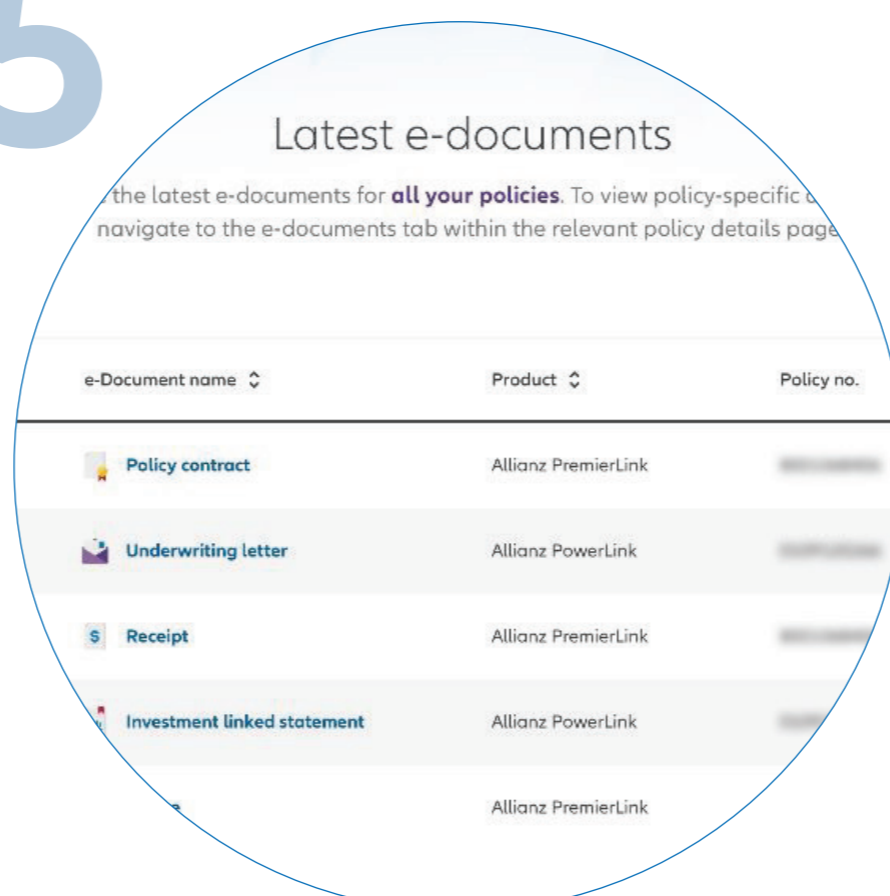 Latest e-documents
the latest e-documents for all your policies. To view policy-specific
navigate to the e-documents tab within the relevant policy details page
e-Document name Product Policy no.
Policy contract Allianz PremierLink
Underwriting letter Allianz PowerLink
$ Receipt Allianz PremierLink
Investment linked statement Allianz PowerLink
Allianz PremierLink